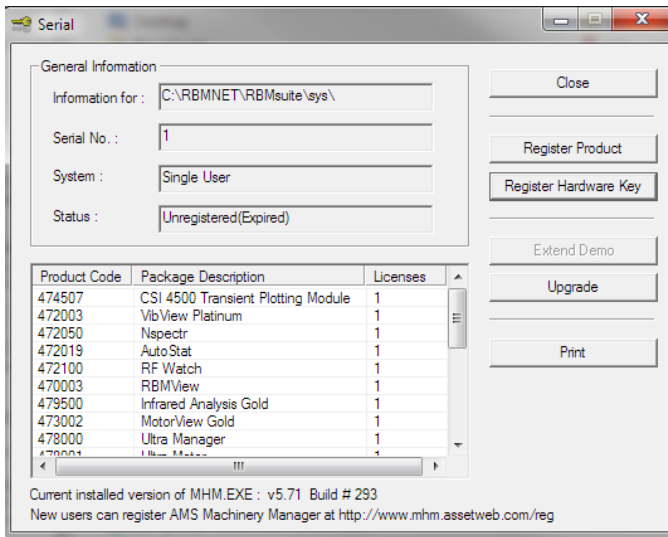 Serial
General Information
Information for : C:\RBMNET\RBMsuite\sys\
Serial No. : 1
System : Single User
Status : Unregistered(Expired)
Close
Register Product
Register Hardware Key
Extend Demo
Upgrade
Print
Product Code Package Description Licenses
474507 CSI 4500 Transient Plotting Module 1
472003 VibView Platinum 1
472050 Nspectr 1
472019 AutoStat 1
472100 RF Watch 1
470003 RBMView 1
479500 Infrared Analysis Gold 1
473002 MotorView Gold 1
478000 Ultra Manager 1
478001 Ultra Meter 1
Current installed version of MHM.EXE : v5.71 Build # 293
New users can register AMS Machinery Manager at http://www.mhm.assetweb.com/reg